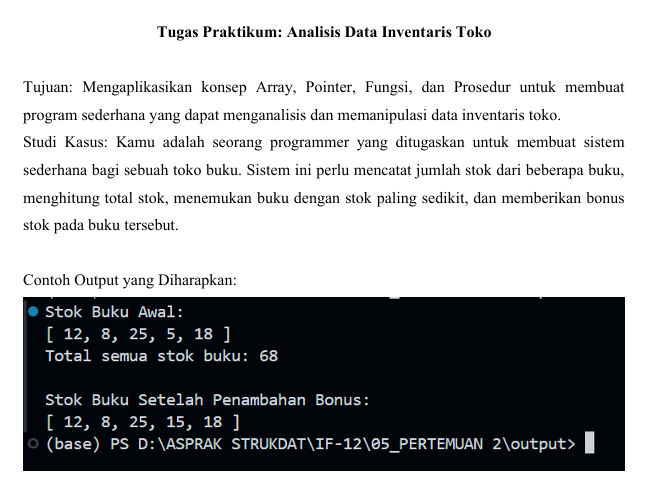 Tugas Praktikum: Analisis Data Inventaris Toko
Tujuan: Mengaplikasikan konsep Array, Pointer, Fungsi, dan Prosedur untuk membuat
program sederhana yang dapat menganalisis dan memanipulasi data inventaris toko.
Studi Kasus: Kamu adalah seorang programmer yang ditugaskan untuk membuat sistem
sederhana bagi sebuah toko buku. Sistem ini perlu mencatat jumlah stok dari beberapa buku,
menghitung total stok, menemukan buku dengan stok paling sedikit, dan memberikan bonus
stok pada buku tersebut.
Contoh Output yang Diharapkan:
Stok Buku Awal:
[ 12, 8, 25, 5, 18 ]
Total semua stok buku: 68
Stok Buku Setelah Penambahan Bonus:
[ 12, 8, 25, 15, 18 ]
(base) PS D:\ASPRAK STRUKDAT\IF-12\05_PERTEMUAN 2\output>